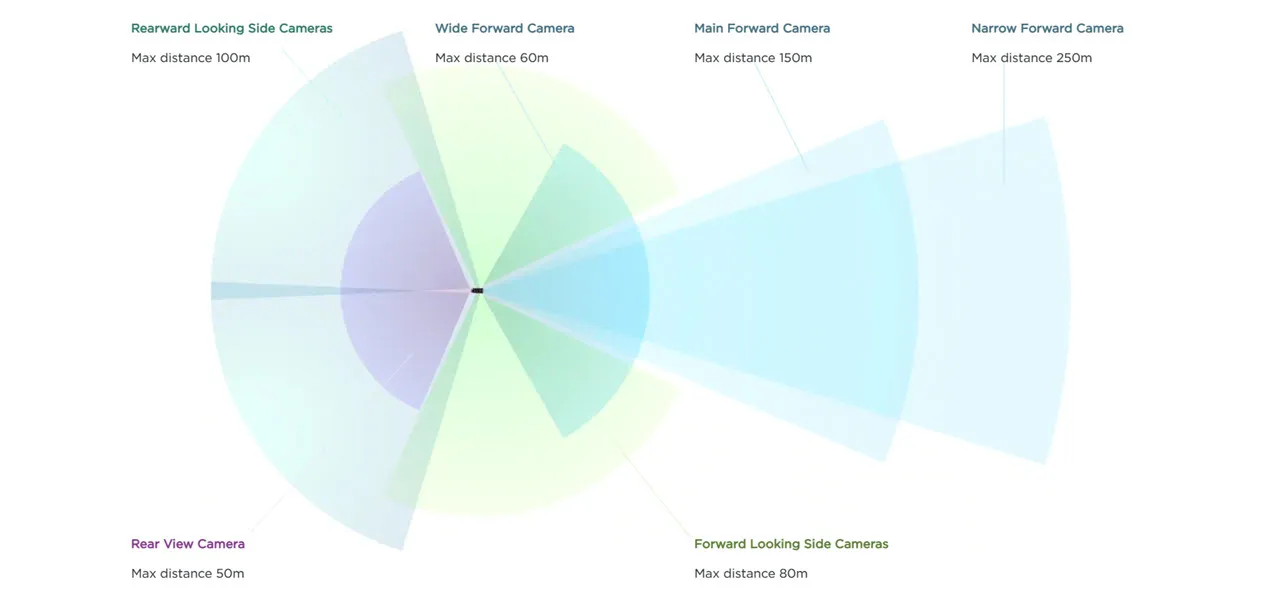 Rearward Looking Side Cameras
Max distance 100m
Wide Forward Camera
Max distance 60m
Main Forward Camera
Max distance 150m
Narrow Forward Camera
Max distance 250m
Rear View Camera
Max distance 50m
Forward Looking Side Cameras
Max distance 80m